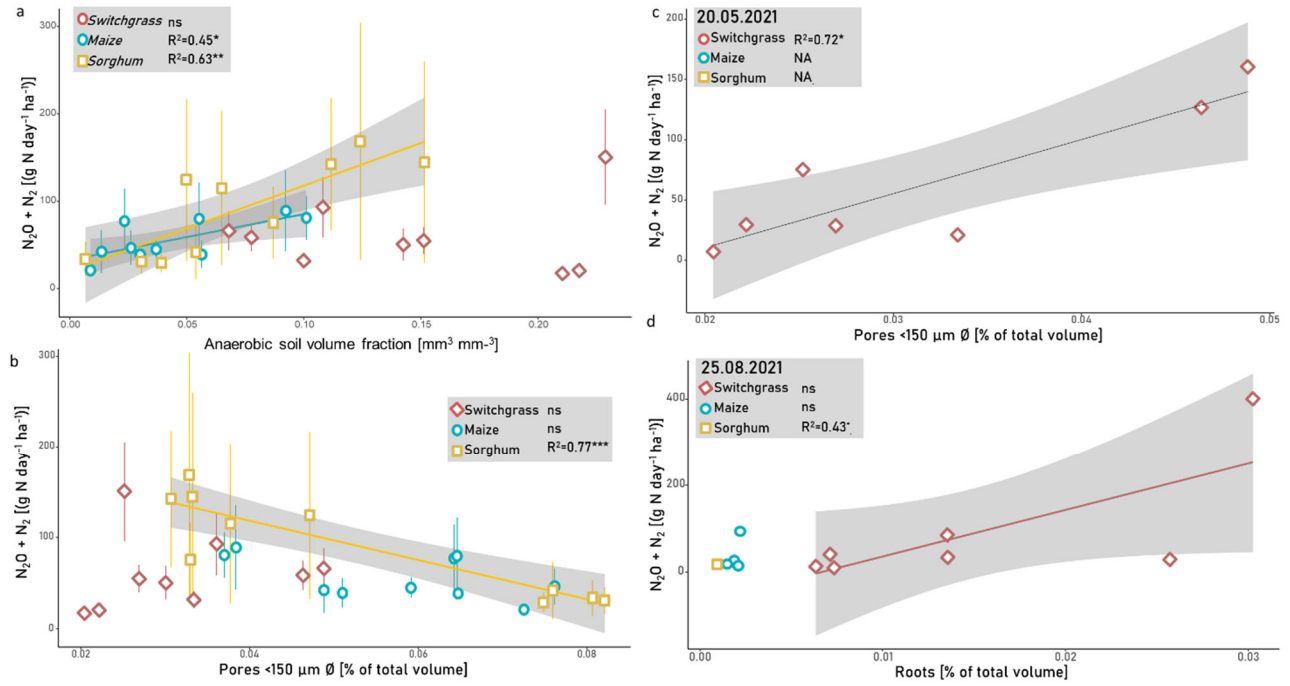 a
300
200
100
0
N₂O + N₂ [(g N day⁻¹ ha⁻¹)]
Switchgrass ns
Maize R²=0.45*
Sorghum R²=0.63**
0.00 0.05 0.10 0.15 0.20
Anaerobic soil volume fraction [mm³ mm-³]
b
300
200
100
0
N₂O + N₂ [(g N day⁻¹ ha⁻¹)]
Switchgrass ns
Maize ns
Sorghum R²=0.77***
0.02 0.04 0.06 0.08
Pores <150 µm Ø [% of total volume]
c
200
150
100
50
0
N₂O + N₂ [(g N day⁻¹ ha⁻¹)]
20.05.2021
Switchgrass R²=0.72*
Maize NA
Sorghum NA.
0.02 0.03 0.04 0.05
Pores <150 µm Ø [% of total volume]
d
400
200
0
N₂O + N₂ [(g N day⁻¹ ha⁻¹)]
25.08.2021
Switchgrass ns
Maize ns
Sorghum R²=0.43*.
0.00 0.01 0.02 0.03
Roots [% of total volume]